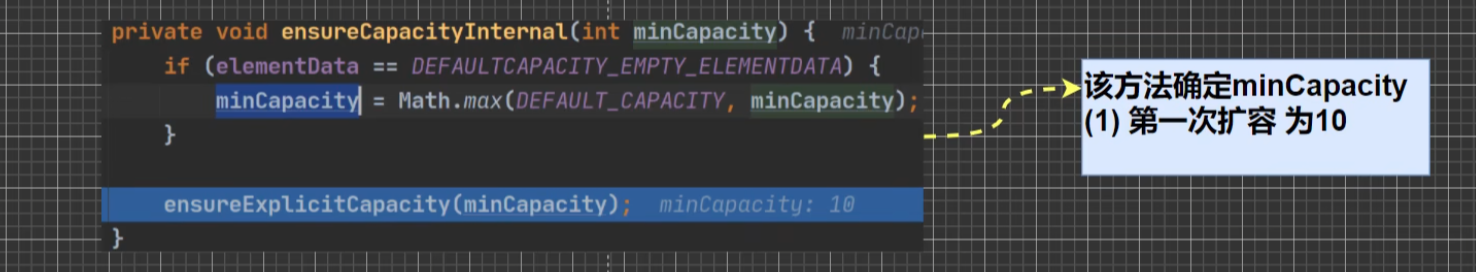 private void ensureCapacityInternal(int minCapacity) { minCap
if (elementData == DEFAULTCAPACITY_EMPTY_ELEMENTDATA) {
minCapacity = Math.max(DEFAULT_CAPACITY, minCapacity);
}
ensureExplicitCapacity(minCapacity); minCapacity: 10
}
该方法确定minCapacity
(1) 第一次扩容 为10